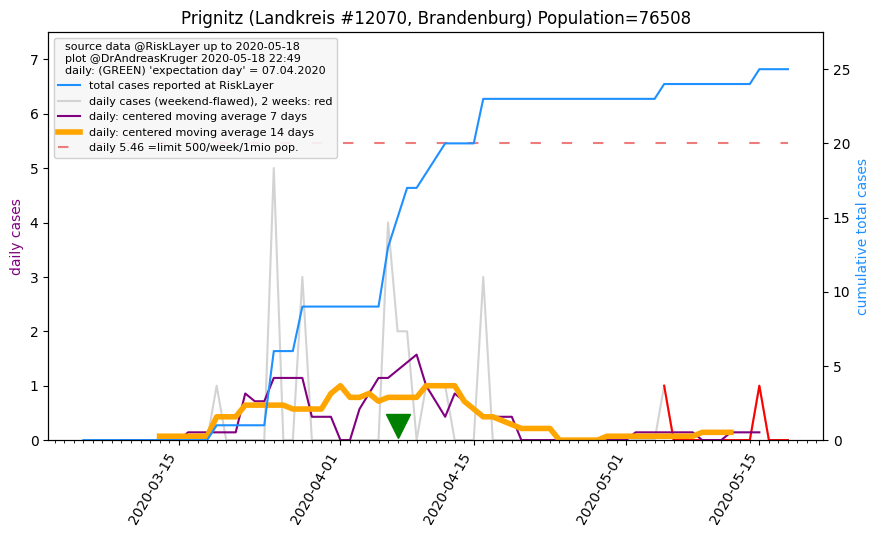 Prignitz (Landkreis #12070, Brandenburg) Population=76508
source data @RiskLayer up to 2020-05-18
plot @DrAndreasKruger 2020-05-18 22:49
daily: (GREEN) 'expectation day' = 07.04.2020
total cases reported at RiskLayer
daily cases (weekend-flawed), 2 weeks: red
daily: centered moving average 7 days
daily: centered moving average 14 days
daily 5.46 =limit 500/week/1mio pop.
daily cases
7
6
5
4
3
2
1
0
25
20
15
10
5
0
cumulative total cases
2020-03-15
2020-04-01
2020-04-15
2020-05-01
2020-05-15